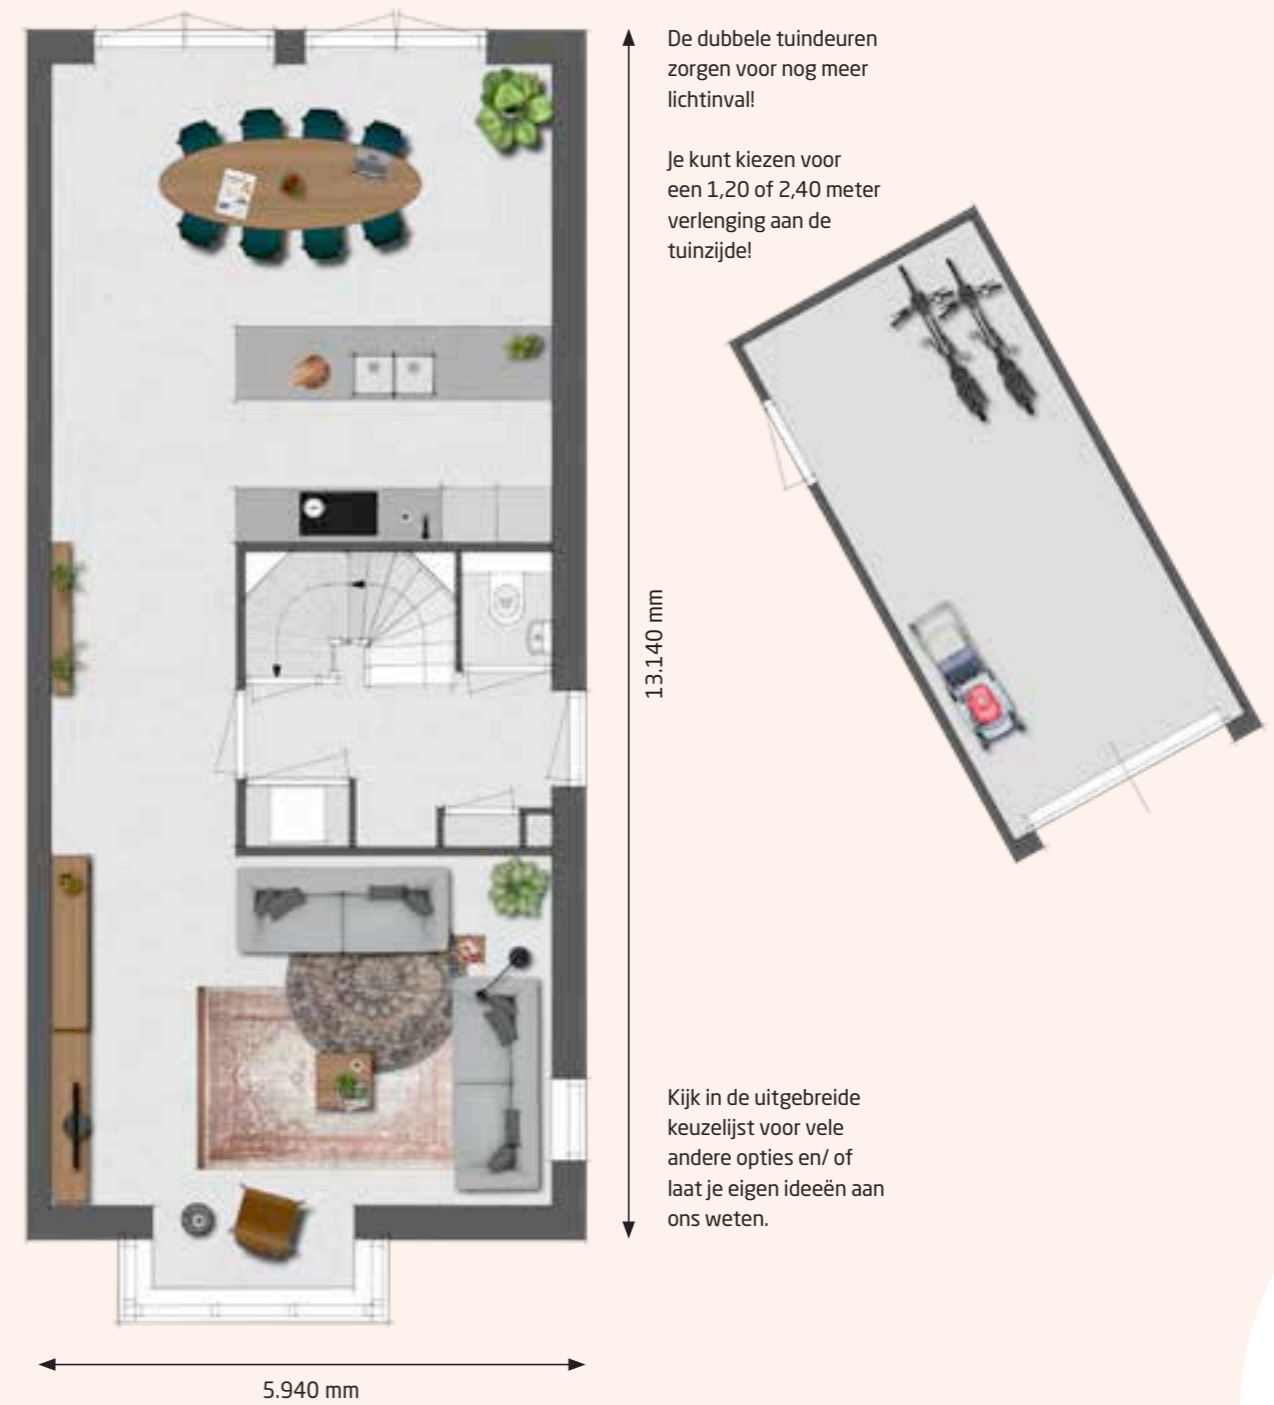 De dubbele tuindeuren
zorgen voor nog meer
lichtinval!
Je kunt kiezen voor
een 1,20 of 2,40 meter
verlenging aan de
tuinzijde!
13.140 mm
Kijk in de uitgebreide
keuzelijst voor vele
andere opties en/ of
laat je eigen ideeën aan
ons weten.
5.940 mm